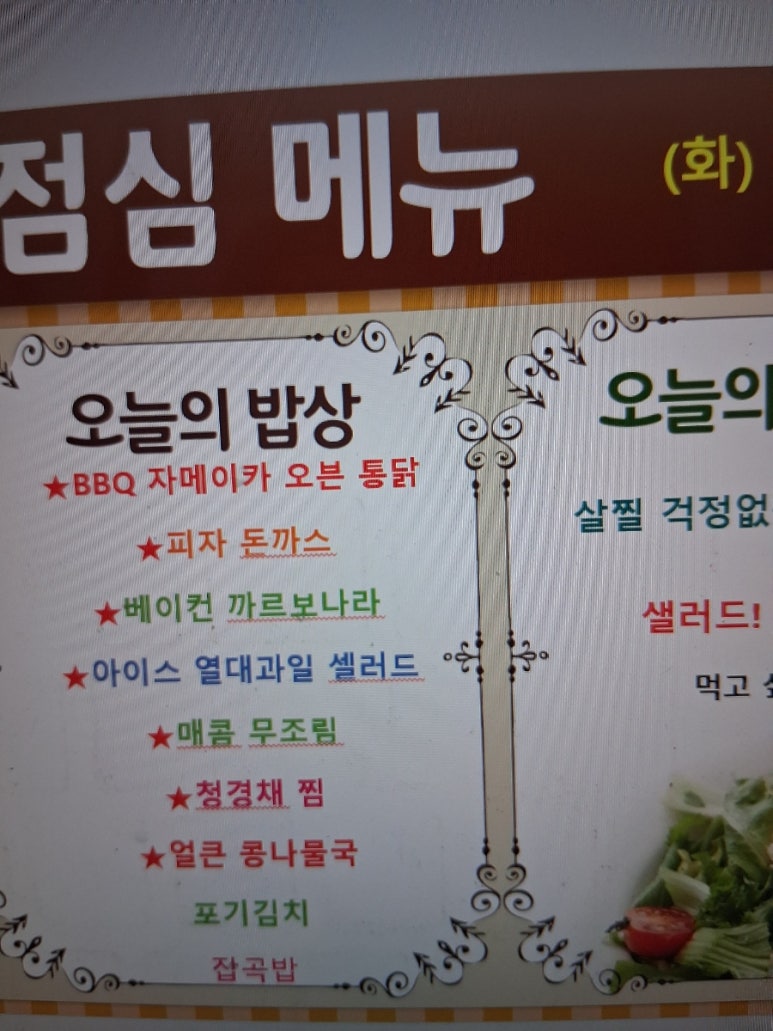 점심 메뉴 (화)
오늘의 밥상
★BBQ 자메이카 오븐 통닭
★피자 돈까스
★베이컨 까르보나라
★아이스 열대과일 셀러드
★매콤 무조림
★청경채 찜
★얼큰 콩나물국
포기김치
잡곡밥
오늘의
살찔 걱정없
샐러드!
먹고